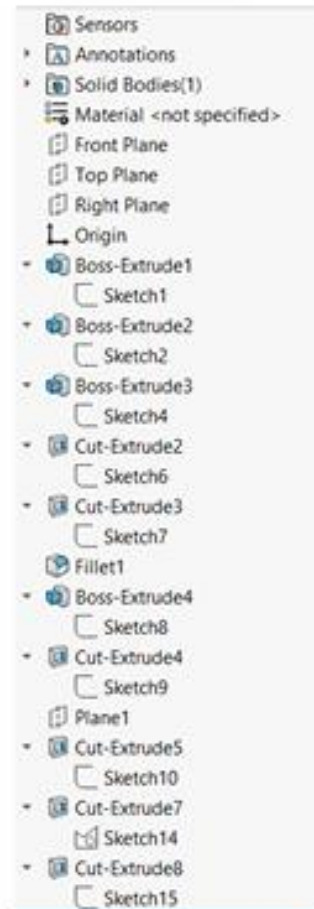 Sensors
Annotations
Solid Bodies(1)
Material <not specified>
Front Plane
Top Plane
Right Plane
Origin
Boss-Extrude1
Sketch1
Boss-Extrude2
Sketch2
Boss-Extrude3
Sketch4
Cut-Extrude2
Sketch6
Cut-Extrude3
Sketch7
Fillet1
Boss-Extrude4
Sketch8
Cut-Extrude4
Sketch9
Plane1
Cut-Extrude5
Sketch10
Cut-Extrude7
Sketch14
Cut-Extrude8
Sketch15